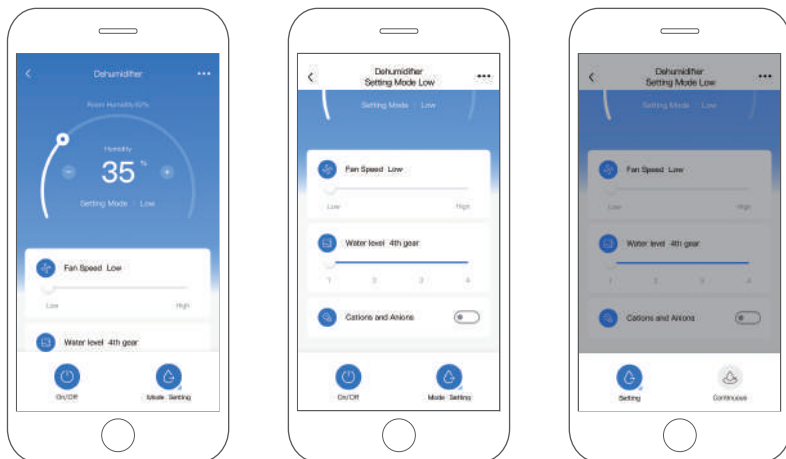 Dehumidifier
Room Humidity 60%
Humidity
35 %
Setting Mode | Low
Fan Speed Low
Low High
Water level 4th gear
On/Off Mode Setting
Dehumidifier
Setting Mode Low
Setting Mode | Low
Fan Speed Low
Low High
Water level 4th gear
1 2 3 4
Cations and Anions
On/Off Mode Setting
Dehumidifier
Setting Mode Low
Setting Mode | Low
Fan Speed Low
Low High
Water level 4th gear
1 2 3 4
Cations and Anions
Setting Continuous